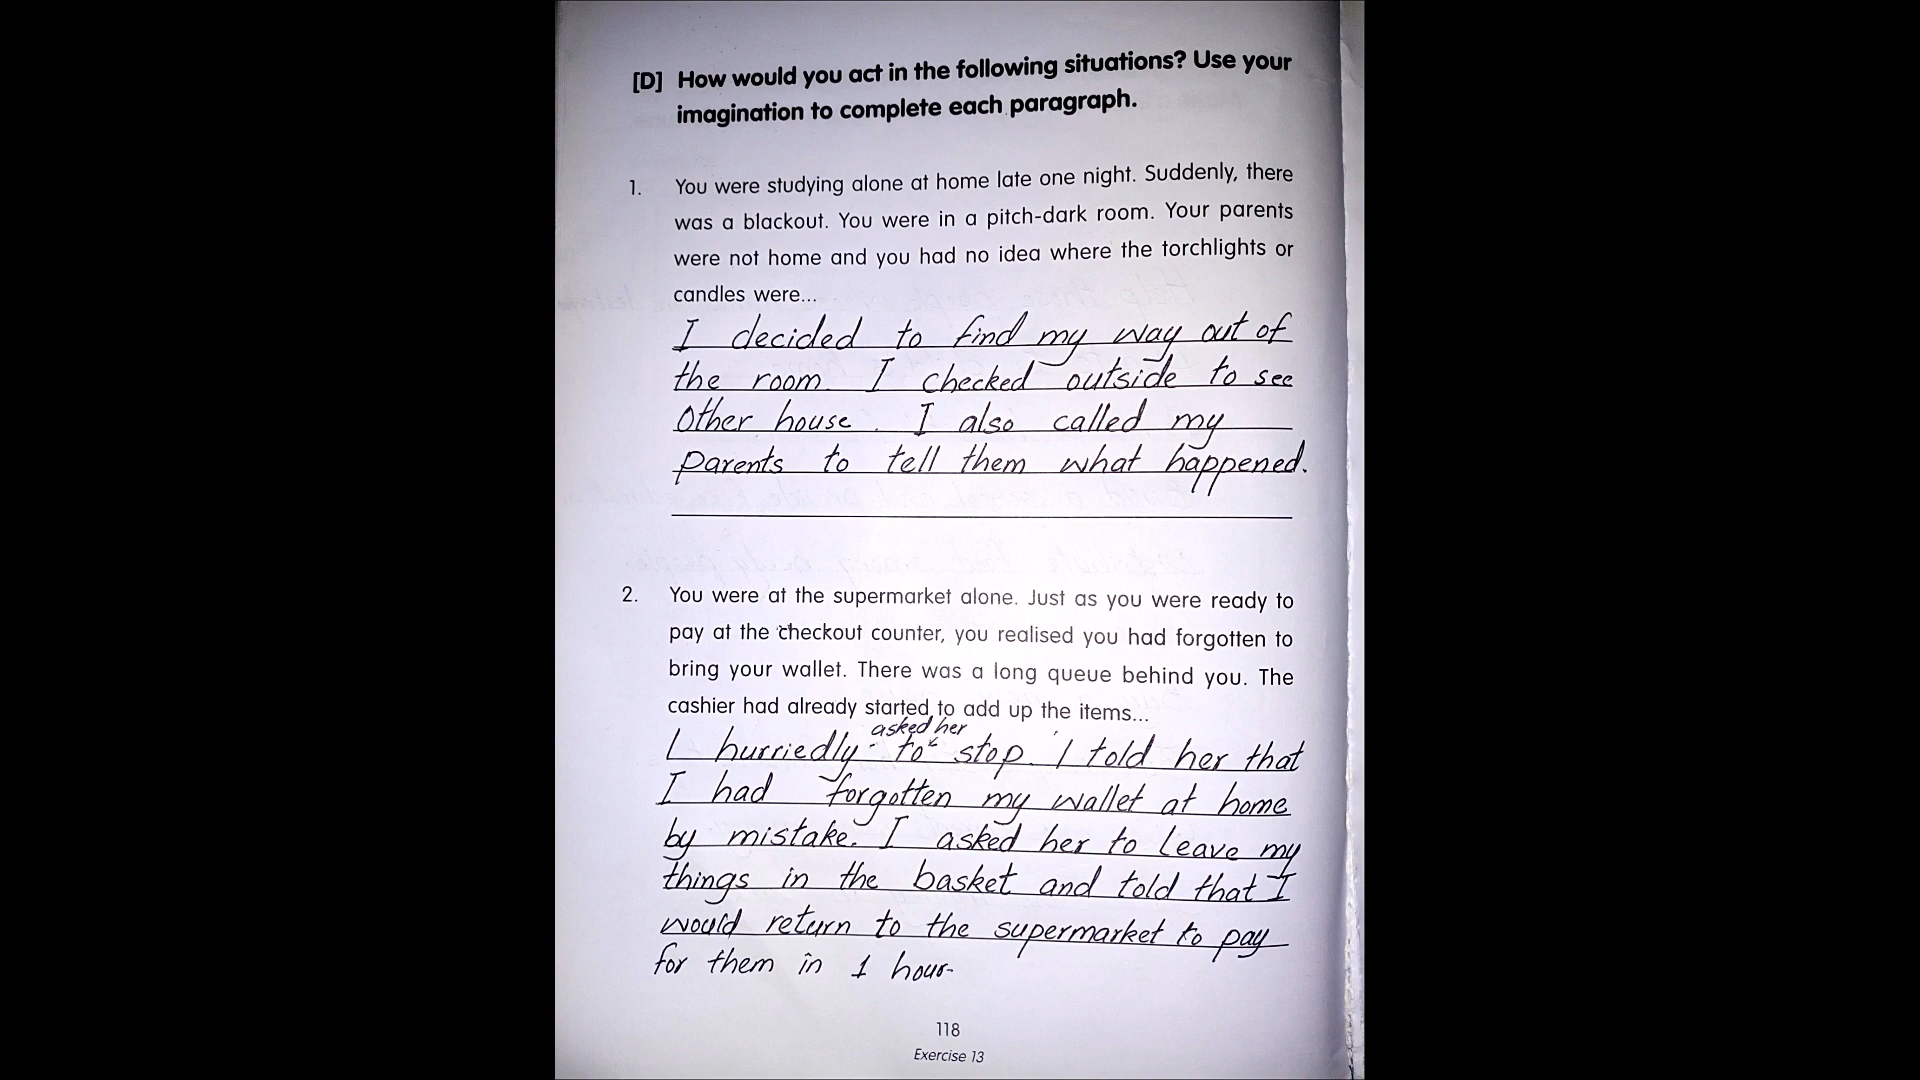 [D] How would you act in the following situations? Use your
imagination to complete each paragraph.
1. You were studying alone at home late one night. Suddenly, there
was a blackout. You were in a pitch-dark room. Your parents
were not home and you had no idea where the torchlights or
candles were...
I decided to find my way out of
the room. I checked outside to see
other house. I also called my
parents to tell them what happened.
2. You were at the supermarket alone. Just as you were ready to
pay at the checkout counter, you realised you had forgotten to
bring your wallet. There was a long queue behind you. The
cashier had already started to add up the items...
asked her
I hurriedly to stop. I told her that
I had forgotten my wallet at home
by mistake. I asked her to leave my
things in the basket and told that I
would return to the supermarket to pay
for them in 1 hour.
118
Exercise 13